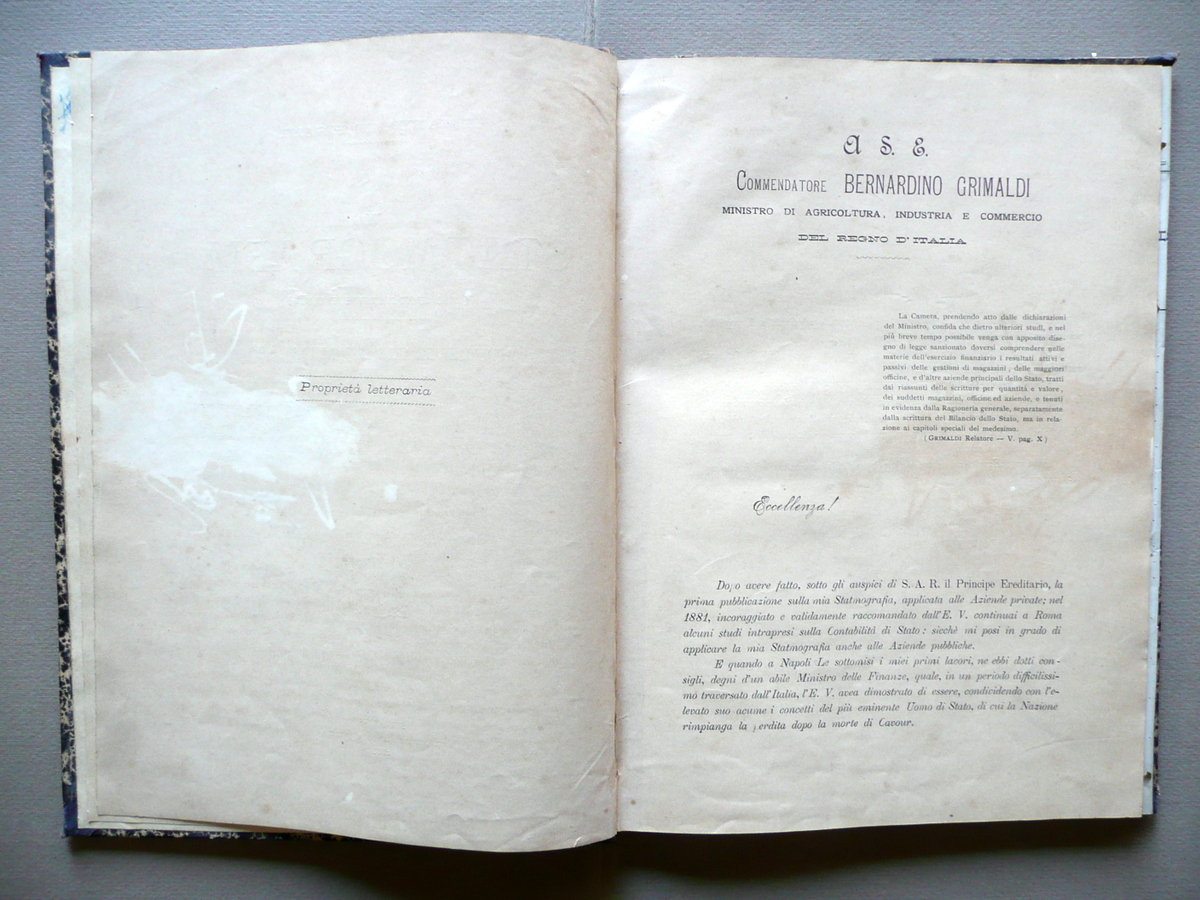 Proprietà letteraria
A S. E.
COMMENDATORE BERNARDINO GRIMALDI
MINISTRO DI AGRICOLTURA, INDUSTRIA E COMMERCIO
DEL REGNO D'ITALIA
La Camera, prendendo atto dalle dichiarazioni
del Ministro, confida che dietro ulteriori studi, e nel
più breve tempo possibile venga con apposito dise-
gno di legge sanzionato doversi comprendere nelle
materie dell'esercizio finanziario i resultati attivi e
passivi delle gestioni di magazzini, delle maggiori
officine, e d'altre aziende principali dello Stato, tratti
dai riassunti delle scritture per quantità e valore,
dei suddetti magazzini, officine ed aziende, e tenuti
in evidenza dalla Ragioneria generale, separatamente
dalla scrittura del Bilancio dello Stato, ma in rela-
zione ai capitoli speciali del medesimo.
(GRIMALDI Relatore — V. pag. X)
Eccellenza!
Dopo avere fatto, sotto gli auspici di S. A. R. il Principe Ereditario, la
prima pubblicazione sulla mia Statmografia, applicata alle Aziende private; nel
1881, incoraggiato e validamente raccomandato dall'E. V. continuai a Roma
alcuni studi intrapresi sulla Contabilità di Stato: sicchè mi posi in grado di
applicare la mia Statmografia anche alle Aziende pubbliche.
E quando a Napoli Le sottomisi i miei primi lavori, ne ebbi dotti con-
sigli, degni d'un abile Ministro delle Finanze, quale, in un periodo difficilissi-
mo traversato dall'Italia, l'E. V. avea dimostrato di essere, condividendo con l'e-
levato suo acume i concetti del più eminente Uomo di Stato, di cui la Nazione
rimpianga la perdita dopo la morte di Cavour.